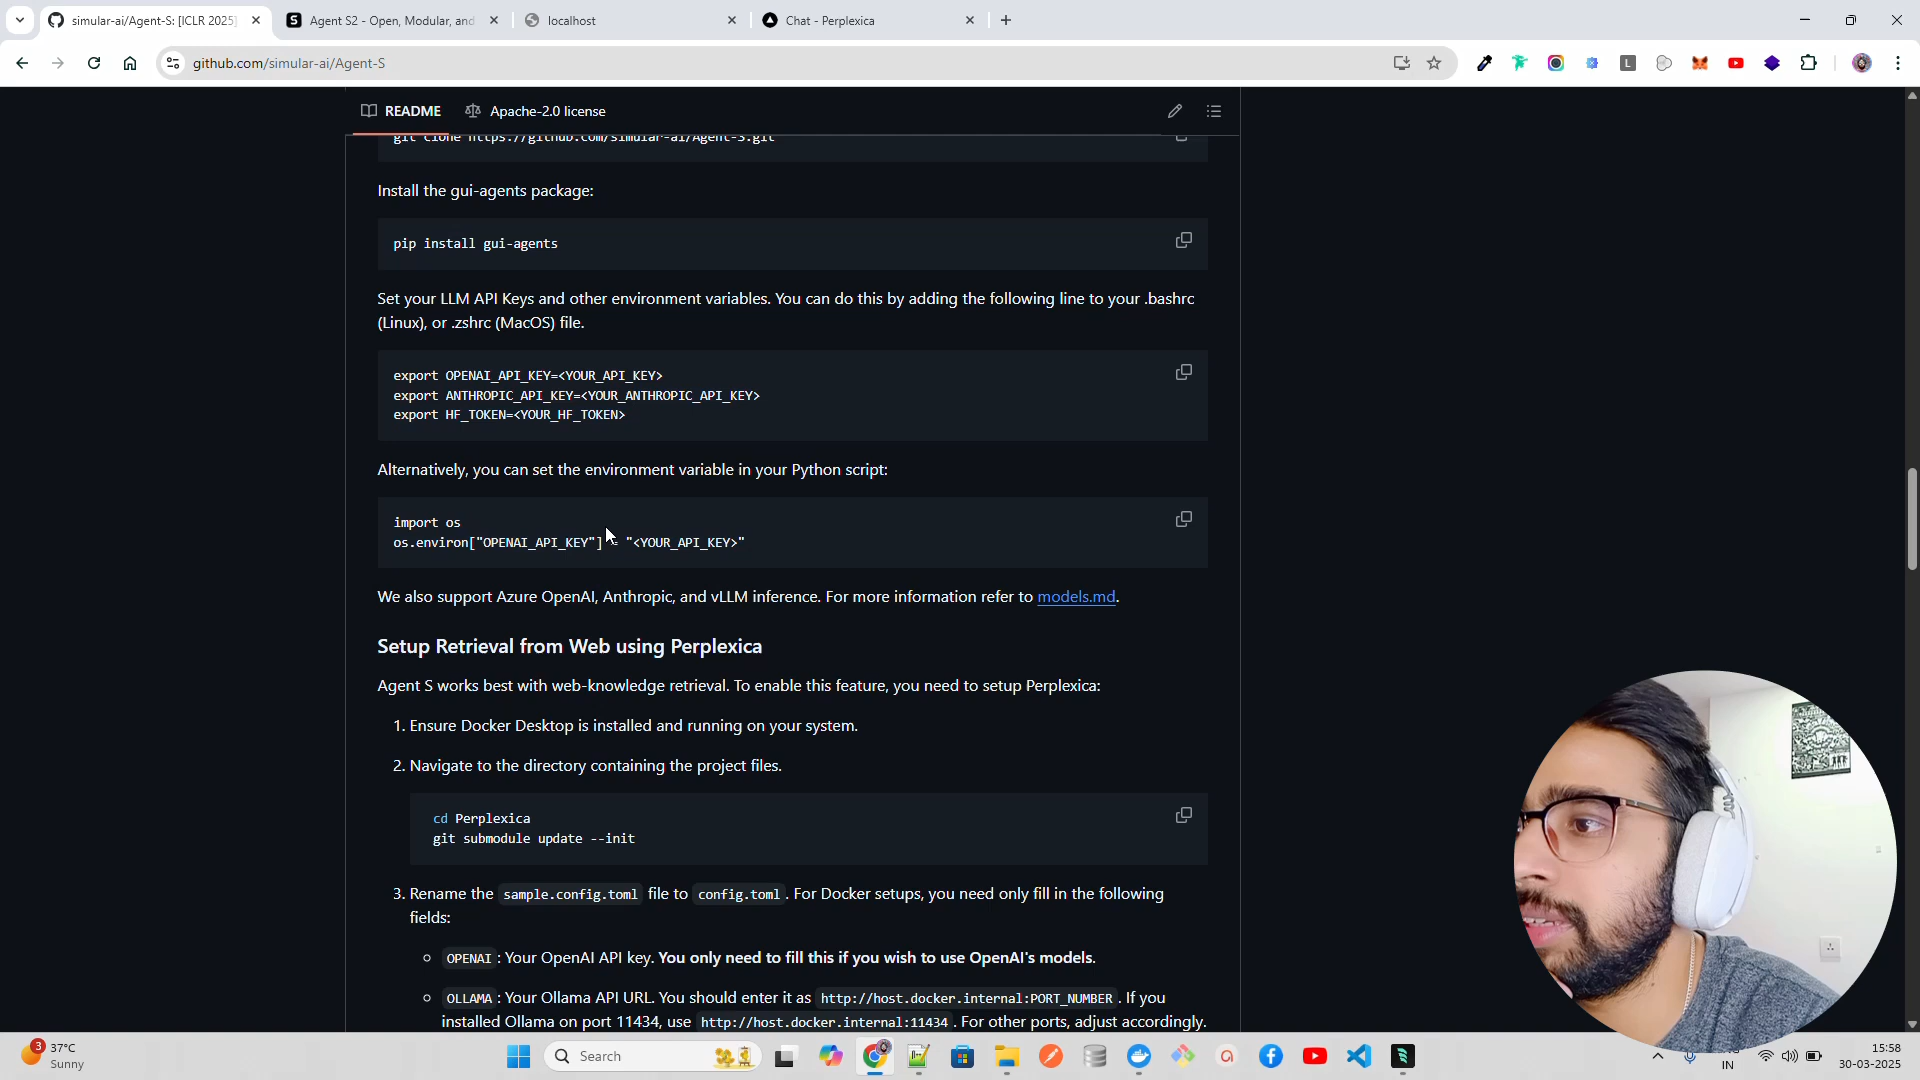 simular-ai/Agent-S: [ICLR 2025]
Agent S2 - Open, Modular, and
localhost
Chat - Perplexica
github.com/simular-ai/Agent-S
README
Apache-2.0 license
git clone https://github.com/simular-ai/Agent-S.git
Install the gui-agents package:
pip install gui-agents
Set your LLM API Keys and other environment variables. You can do this by adding the following line to your .bashrc
(Linux), or .zshrc (MacOS) file.
export OPENAI_API_KEY=<YOUR_API_KEY>
export ANTHROPIC_API_KEY=<YOUR_ANTHROPIC_API_KEY>
export HF_TOKEN=<YOUR_HF_TOKEN>
Alternatively, you can set the environment variable in your Python script:
import os
os.environ["OPENAI_API_KEY"] = "<YOUR_API_KEY>"
We also support Azure OpenAI, Anthropic, and vLLM inference. For more information refer to models.md.
Setup Retrieval from Web using Perplexica
Agent S works best with web-knowledge retrieval. To enable this feature, you need to setup Perplexica:
1. Ensure Docker Desktop is installed and running on your system.
2. Navigate to the directory containing the project files.
cd Perplexica
git submodule update --init
3. Rename the sample.config.toml file to config.toml . For Docker setups, you need only fill in the following
fields:
OPENAI : Your OpenAI API key. You only need to fill this if you wish to use OpenAI's models.
OLLAMA : Your Ollama API URL. You should enter it as http://host.docker.internal:PORT_NUMBER . If you
installed Ollama on port 11434, use http://host.docker.internal:11434 . For other ports, adjust accordingly.
3
37°C
Sunny
Search
IN
15:58
30-03-2025